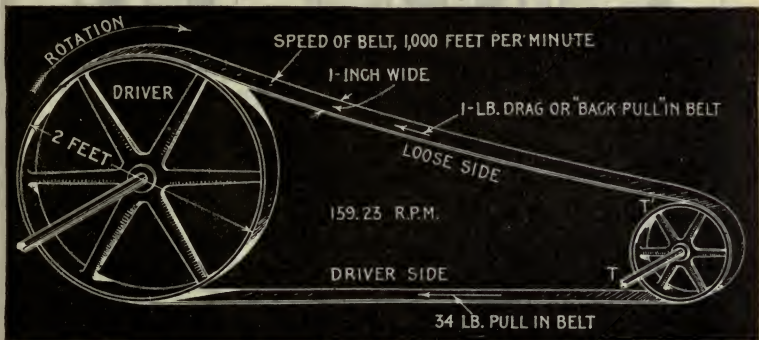 ROTATION
SPEED OF BELT, 1,000 FEET PER MINUTE
1-INCH WIDE
DRIVER
1-LB. DRAG OR "BACK PULL" IN BELT
2 FEET
LOOSE SIDE
159.23 R.P.M.
T'
DRIVER SIDE
T
34 LB. PULL IN BELT